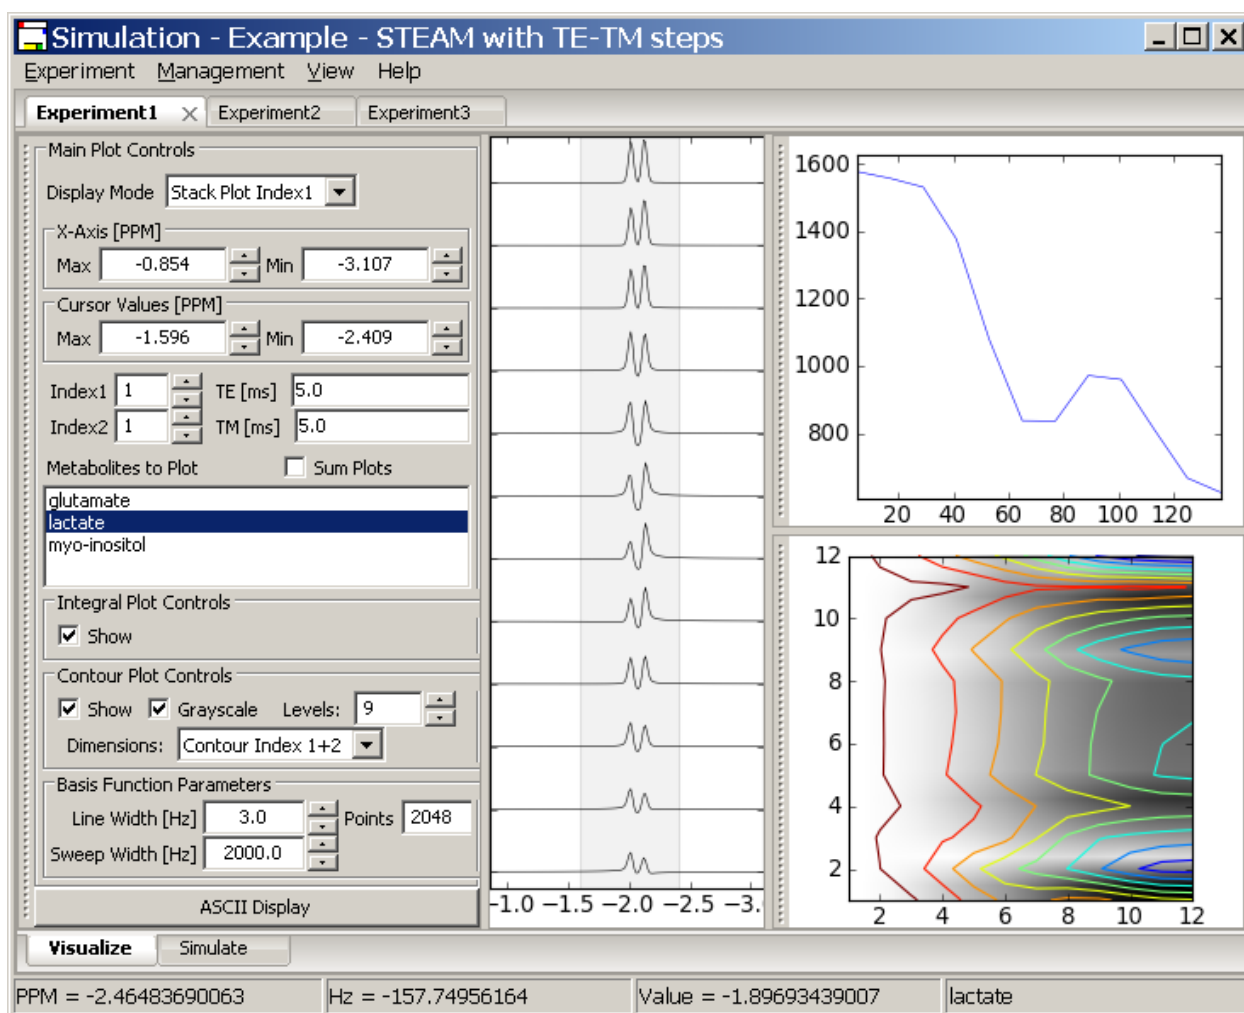 Simulation - Example - STEAM with TE-TM steps
Experiment Management View Help
Experiment1 Experiment2 Experiment3
Main Plot Controls
Display Mode Stack Plot Index1
X-Axis [PPM]
Max -0.854 Min -3.107
Cursor Values [PPM]
Max -1.596 Min -2.409
Index1 1 TE [ms] 5.0
Index2 1 TM [ms] 5.0
Metabolites to Plot Sum Plots
glutamate
lactate
myo-inositol
Integral Plot Controls
Show
Contour Plot Controls
Show Grayscale Levels: 9
Dimensions: Contour Index 1+2
Basis Function Parameters
Line Width [Hz] 3.0 Points 2048
Sweep Width [Hz] 2000.0
ASCII Display
-1.0 -1.5 -2.0 -2.5 -3.
1600
1400
1200
1000
800
20 40 60 80 100 120
12
10
8
6
4
2
2 4 6 8 10 12
Visualize Simulate
PPM = -2.46483690063 Hz = -157.74956164 Value = -1.89693439007 lactate